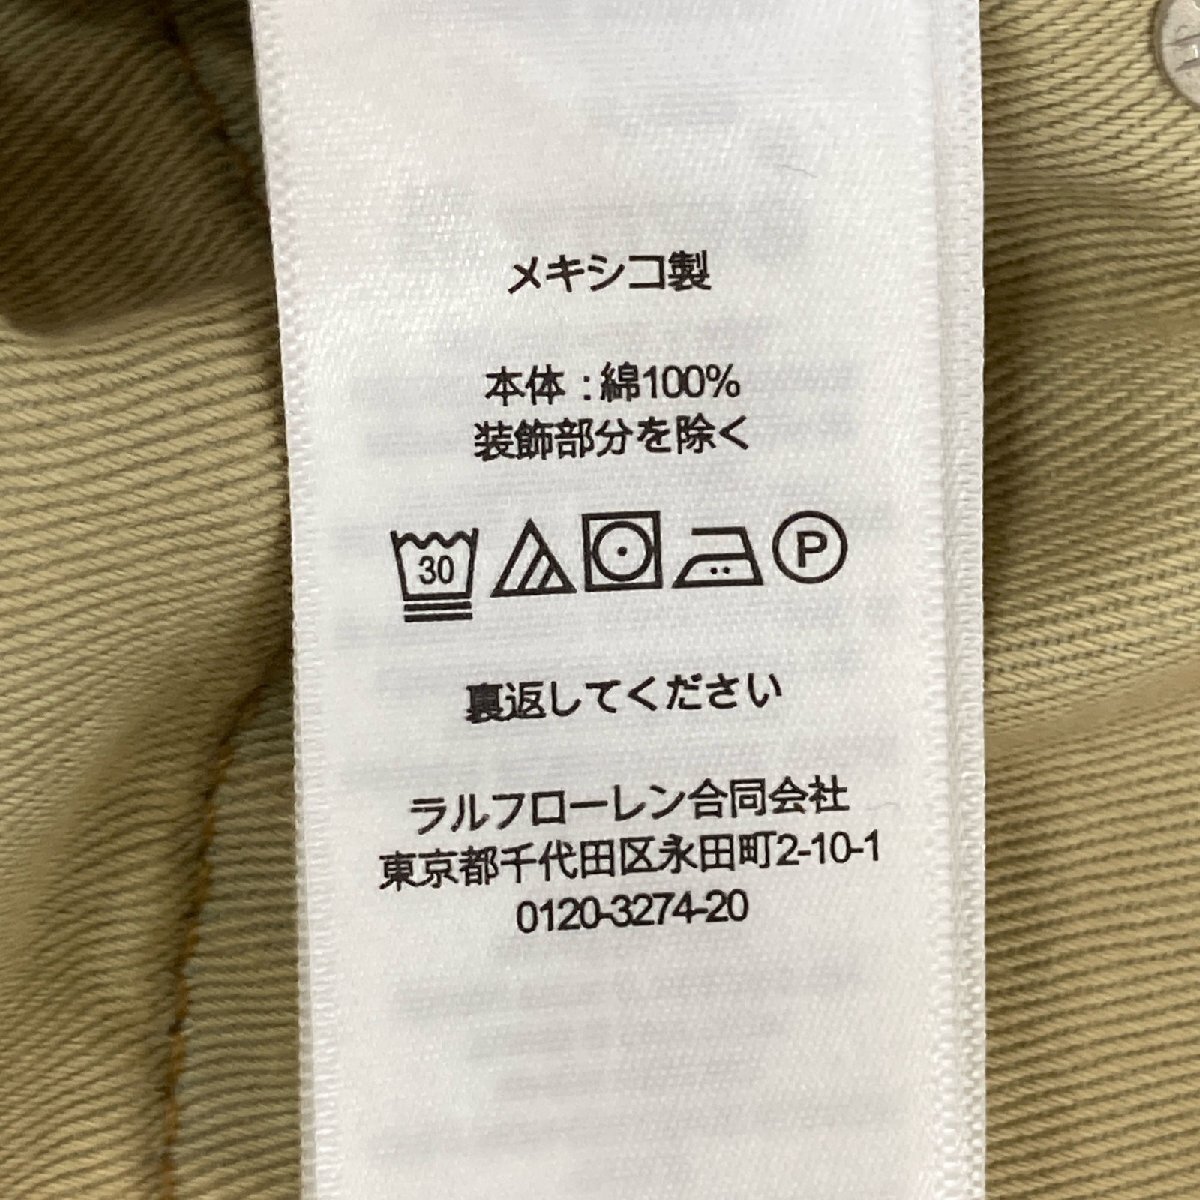 メキシコ製
本体 : 綿100%
装飾部分を除く
30 P
裏返してください
ラルフローレン合同会社
東京都千代田区永田町2-10-1
0120-3274-20